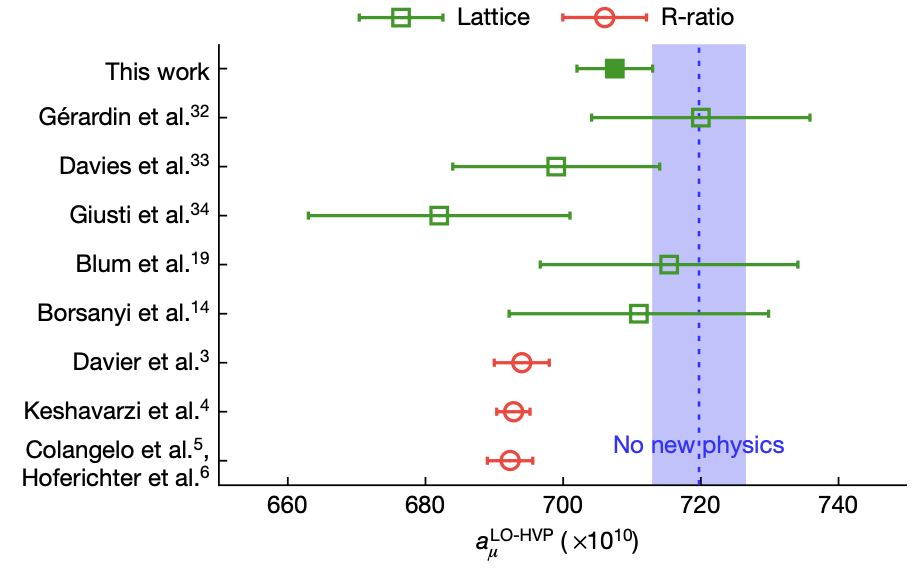 Lattice R-ratio
This work
Gérardin et al.³²
Davies et al.³³
Giusti et al.³⁴
Blum et al.¹⁹
Borsanyi et al.¹⁴
Davier et al.³
Keshavarzi et al.⁴
Colangelo et al.⁵,
Hoferichter et al.⁶
No new physics
660 680 700 720 740
a_μ^LO-HVP (×10¹⁰)